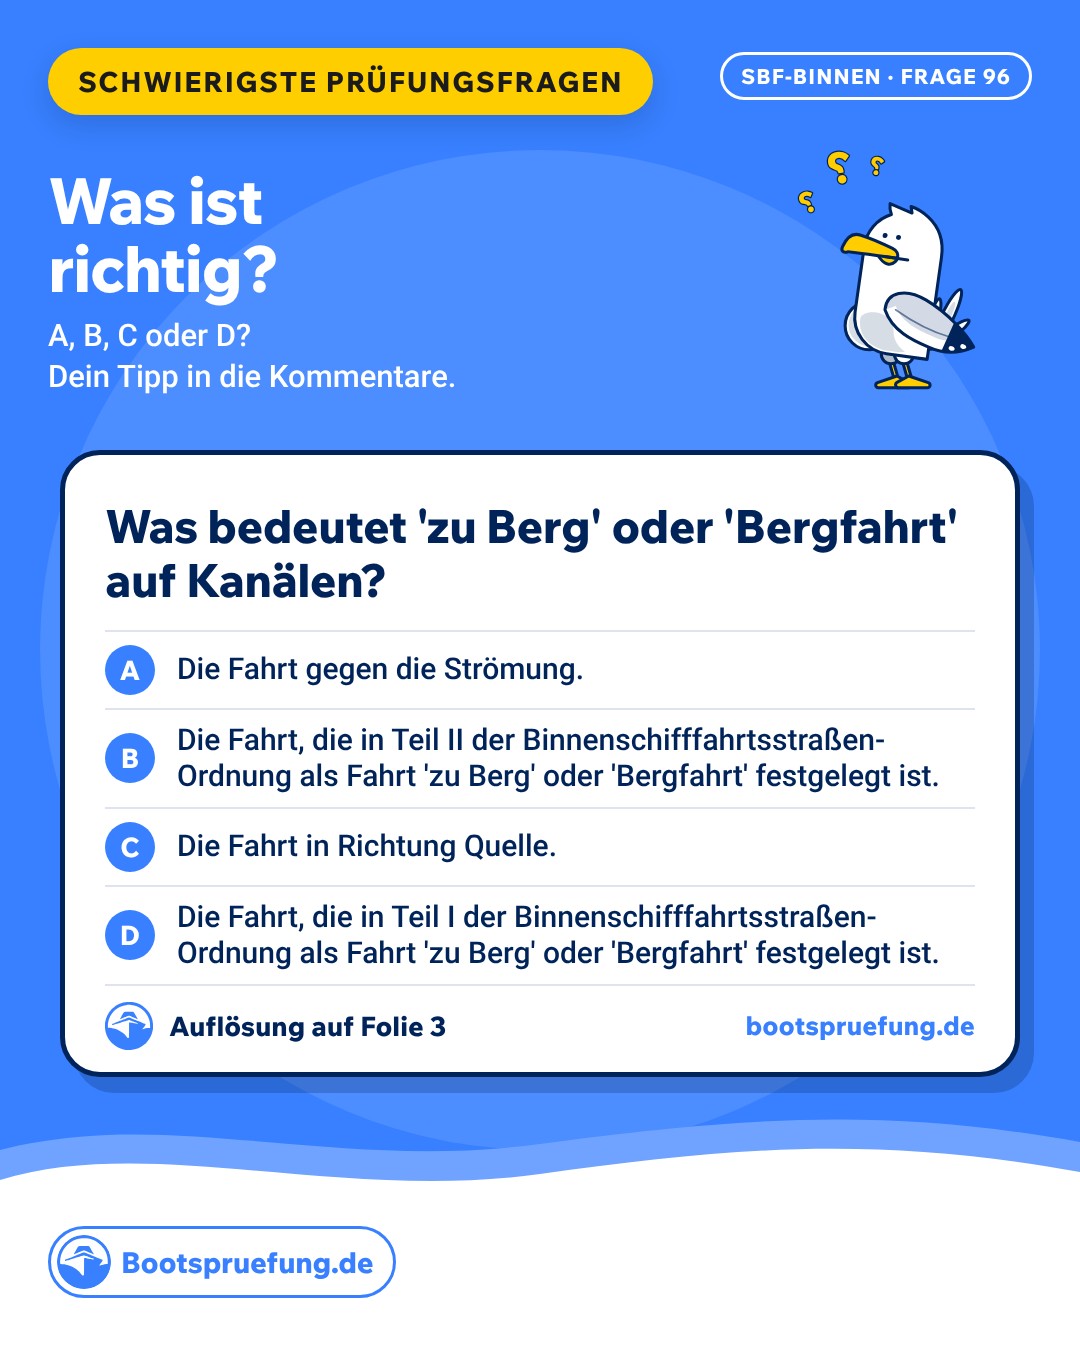 SCHWIERIGSTE PRÜFUNGSFRAGEN
SBF-BINNEN · FRAGE 96
Was ist
richtig?
A, B, C oder D?
Dein Tipp in die Kommentare.
? ? ?
Was bedeutet 'zu Berg' oder 'Bergfahrt'
auf Kanälen?
A Die Fahrt gegen die Strömung.
B Die Fahrt, die in Teil II der Binnenschifffahrtsstraßen-
Ordnung als Fahrt 'zu Berg' oder 'Bergfahrt' festgelegt ist.
C Die Fahrt in Richtung Quelle.
D Die Fahrt, die in Teil I der Binnenschifffahrtsstraßen-
Ordnung als Fahrt 'zu Berg' oder 'Bergfahrt' festgelegt ist.
Auflösung auf Folie 3
bootspruefung.de
Bootspruefung.de